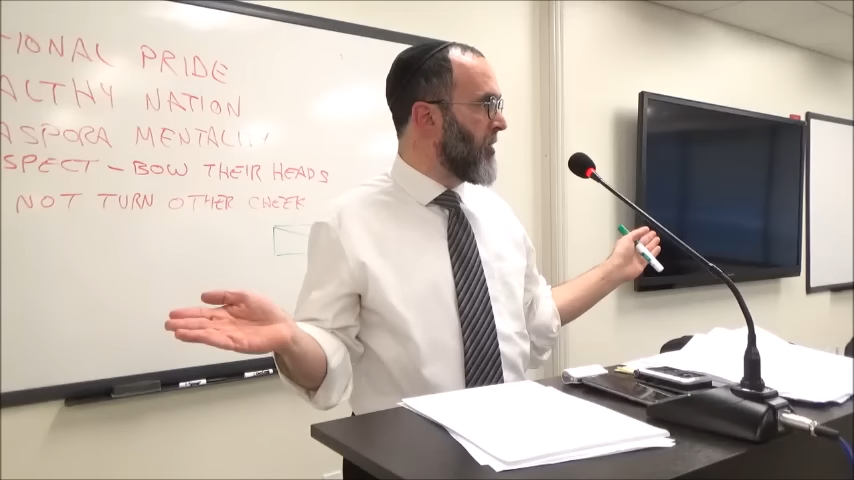 TIONAL PRIDE
ALTHY NATION
ASPORA MENTALI
SPECT - BOW THEIR HEADS
NOT TURN OTHER CHEEK